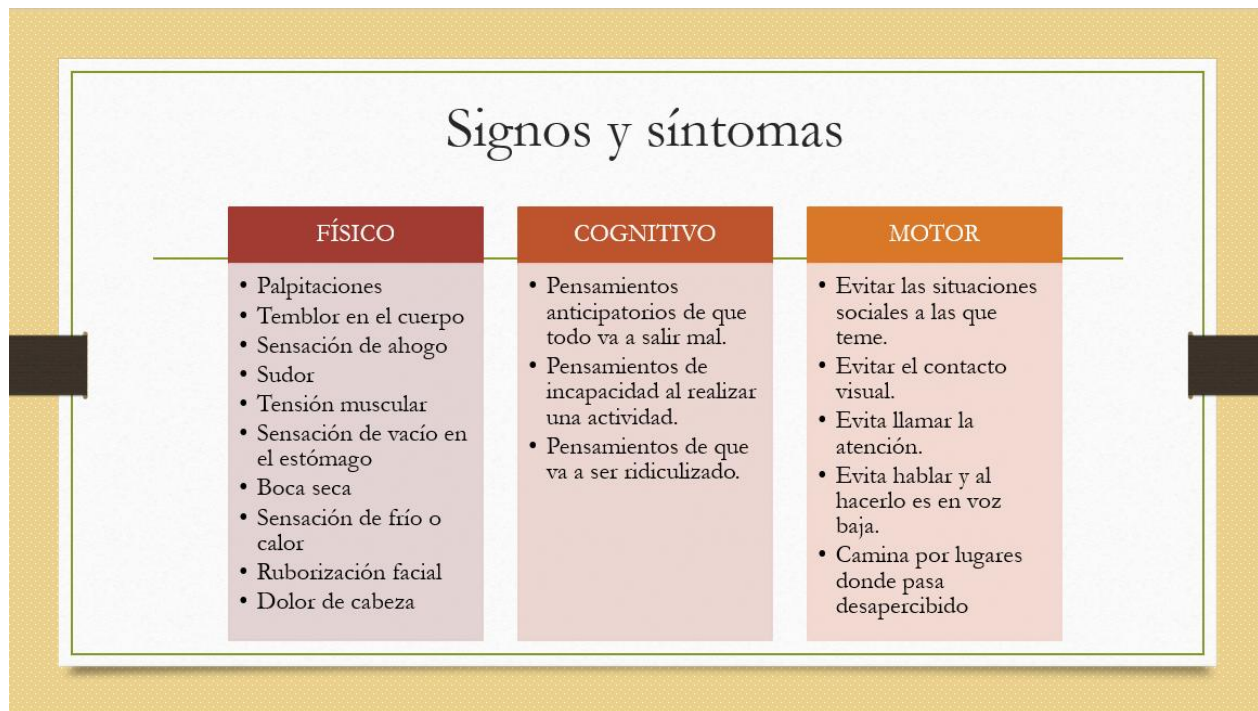 Signos y síntomas
FÍSICO
• Palpitaciones
• Temblor en el cuerpo
• Sensación de ahogo
• Sudor
• Tensión muscular
• Sensación de vacío en
el estómago
• Boca seca
• Sensación de frío o
calor
• Ruborización facial
• Dolor de cabeza
COGNITIVO
• Pensamientos
anticipatorios de que
todo va a salir mal.
• Pensamientos de
incapacidad al realizar
una actividad.
• Pensamientos de que
va a ser ridiculizado.
MOTOR
• Evitar las situaciones
sociales a las que
teme.
• Evitar el contacto
visual.
• Evita llamar la
atención.
• Evita hablar y al
hacerlo es en voz
baja.
• Camina por lugares
donde pasa
desapercibido